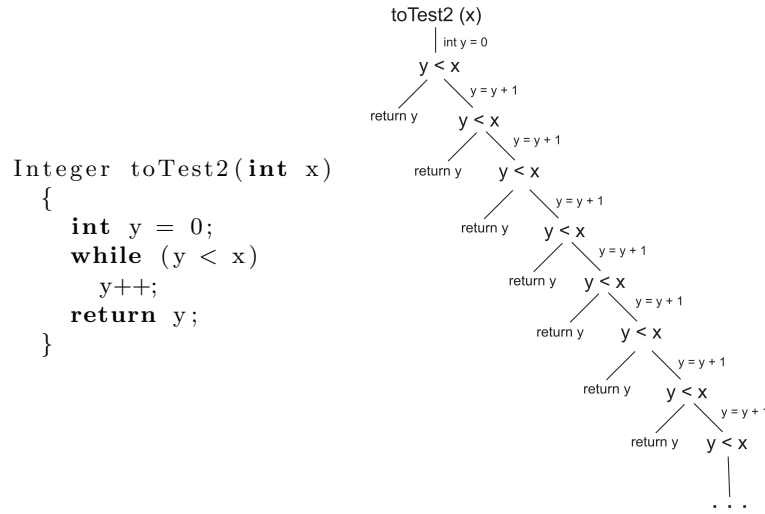 Integer toTest2(int x)
{
int y = 0;
while (y < x)
y++;
return y;
}
toTest2 (x)
int y = 0
y < x
y = y + 1
return y
y < x
y = y + 1
return y
y < x
y = y + 1
return y
y < x
y = y + 1
return y
y < x
y = y + 1
return y
y < x
y = y + 1
return y
y < x
y = y + 1
return y
y < x
. . .